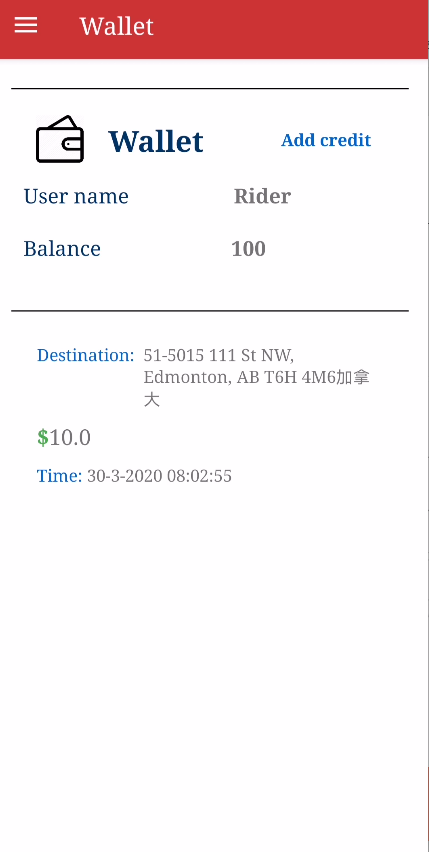 Wallet
Wallet Add credit
User name Rider
Balance 100
Destination: 51-5015 111 St NW,
Edmonton, AB T6H 4M6加拿
大
$10.0
Time: 30-3-2020 08:02:55